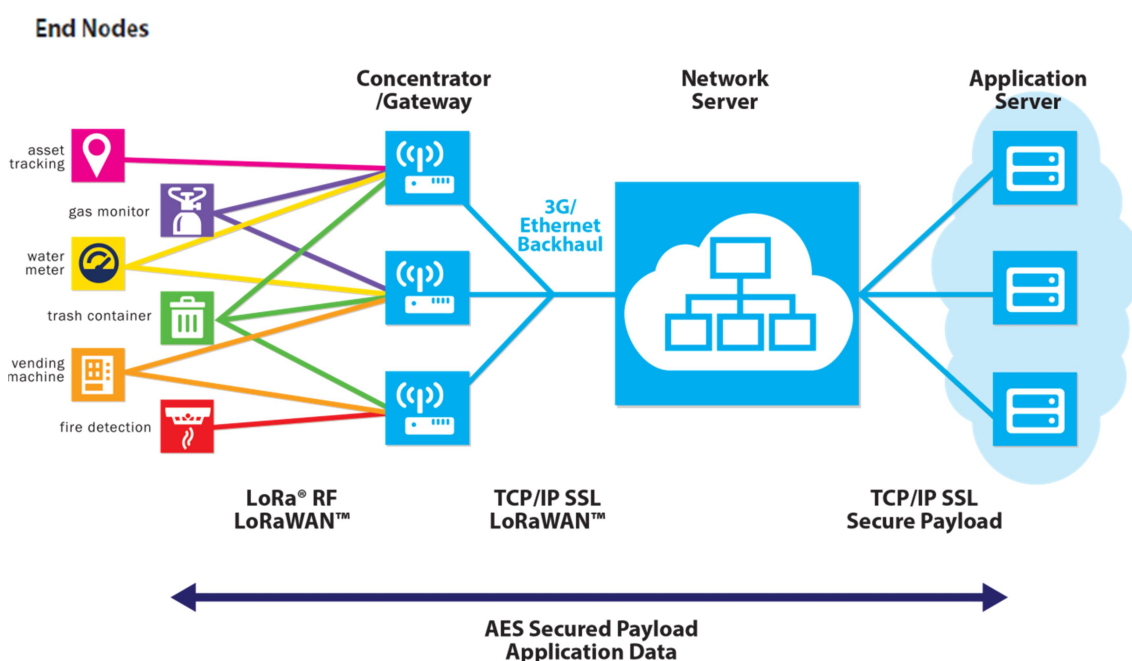 End Nodes
Concentrator
/Gateway
Network
Server
Application
Server
asset
tracking
gas monitor
water
meter
trash container
vending
machine
fire detection
3G/
Ethernet
Backhaul
LoRa® RF
LoRaWAN™
TCP/IP SSL
LoRaWAN™
TCP/IP SSL
Secure Payload
AES Secured Payload
Application Data